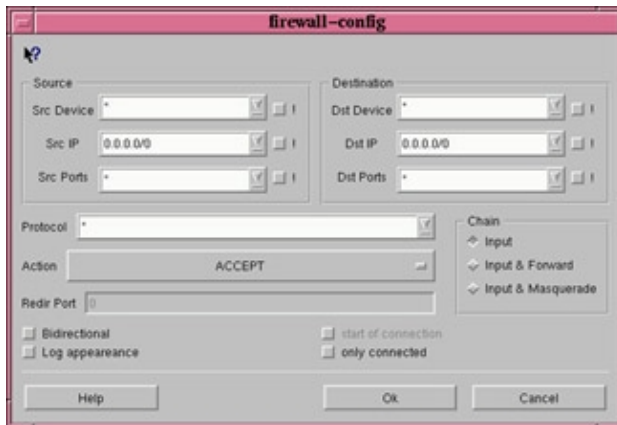 firewall-config
?
Source
Src Device * !
Src IP 0.0.0.0/0 !
Src Ports * !
Destination
Dst Device * !
Dst IP 0.0.0.0/0 !
Dst Ports * !
Protocol *
Action ACCEPT
Redir Port 0
Chain
Input
Input & Forward
Input & Masquerade
Bidirectional
Log appeareance
start of connection
only connected
Help
Ok
Cancel